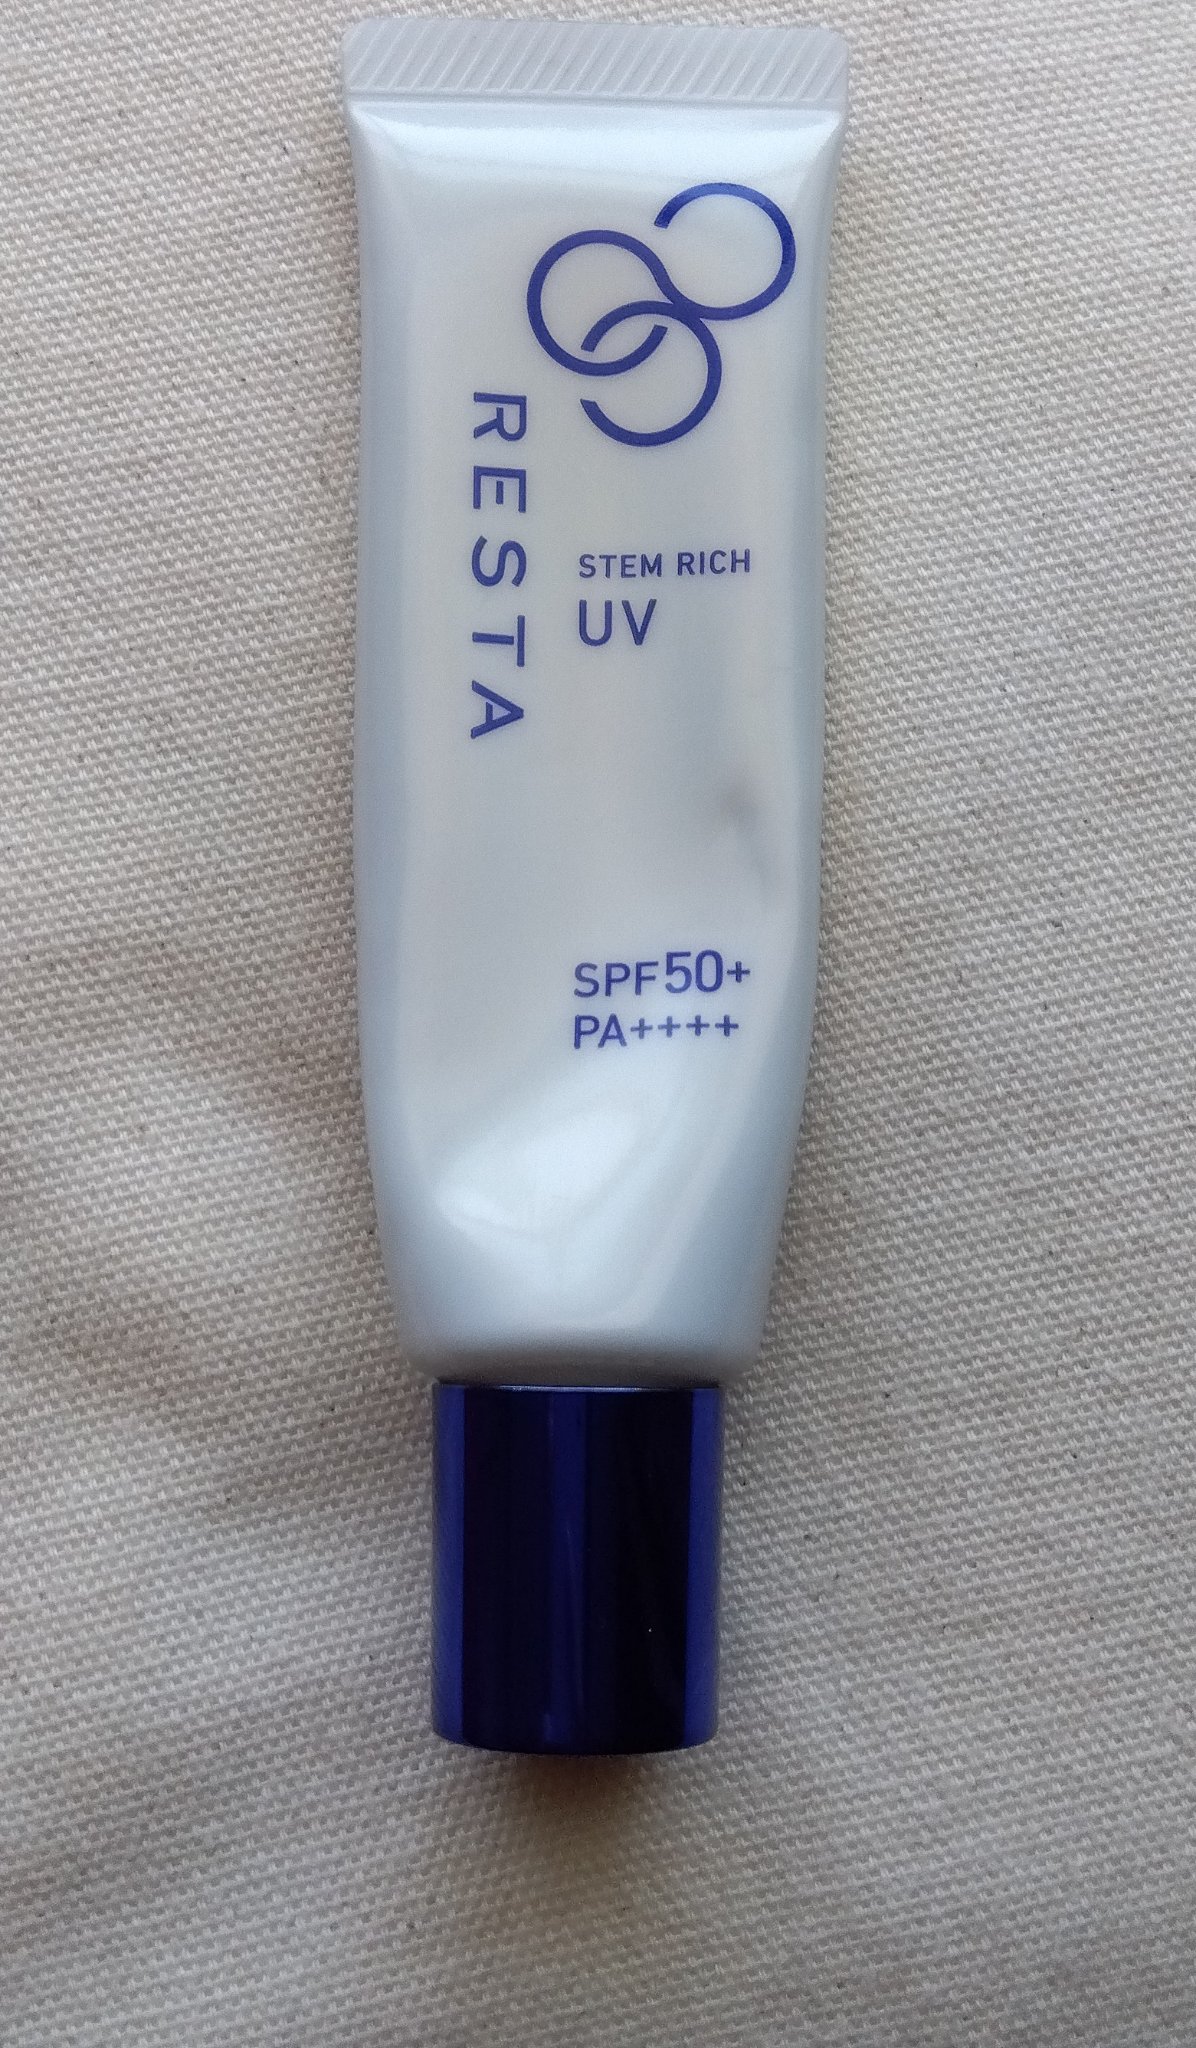 RESTA
STEM RICH
UV
SPF50+
PA++++